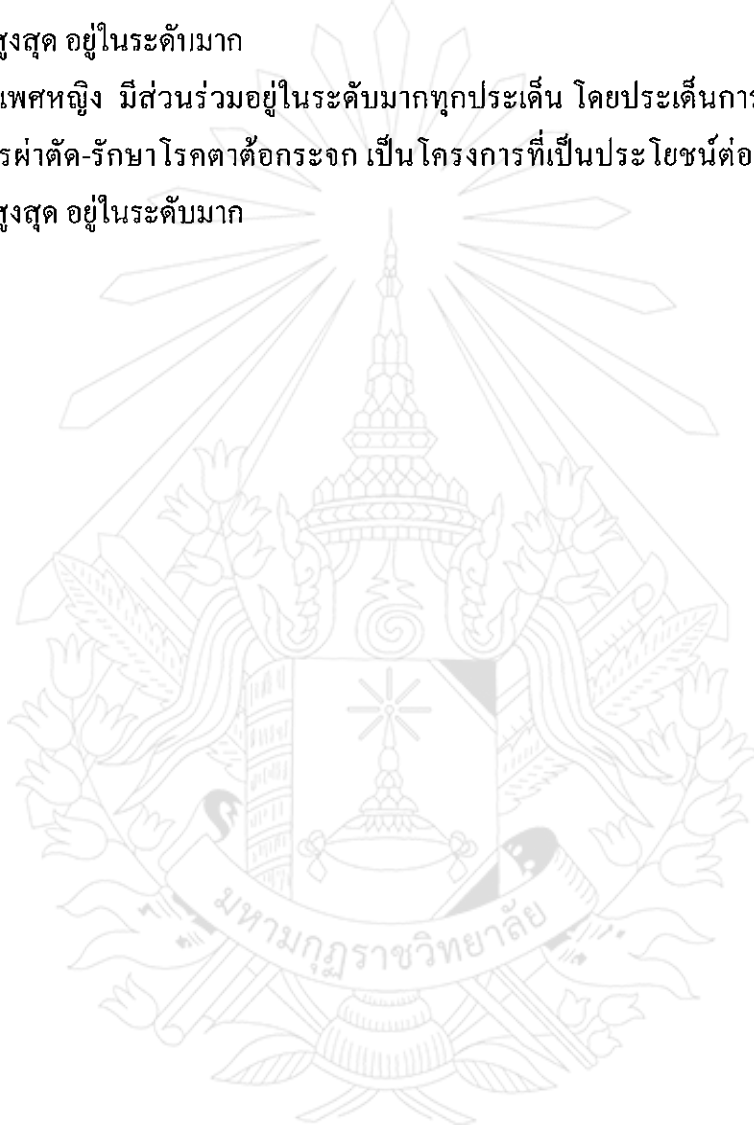 สูงสุด อยู่ในระดับมาก
เพศหญิง มีส่วนร่วมอยู่ในระดับมากทุกประเด็น โดยประเด็นการ
รผ่าตัด-รักษาโรคตาต้อกระจก เป็นโครงการที่เป็นประโยชน์ต่อ
สูงสุด อยู่ในระดับมาก
มหามกุฏราชวิทยาลัย